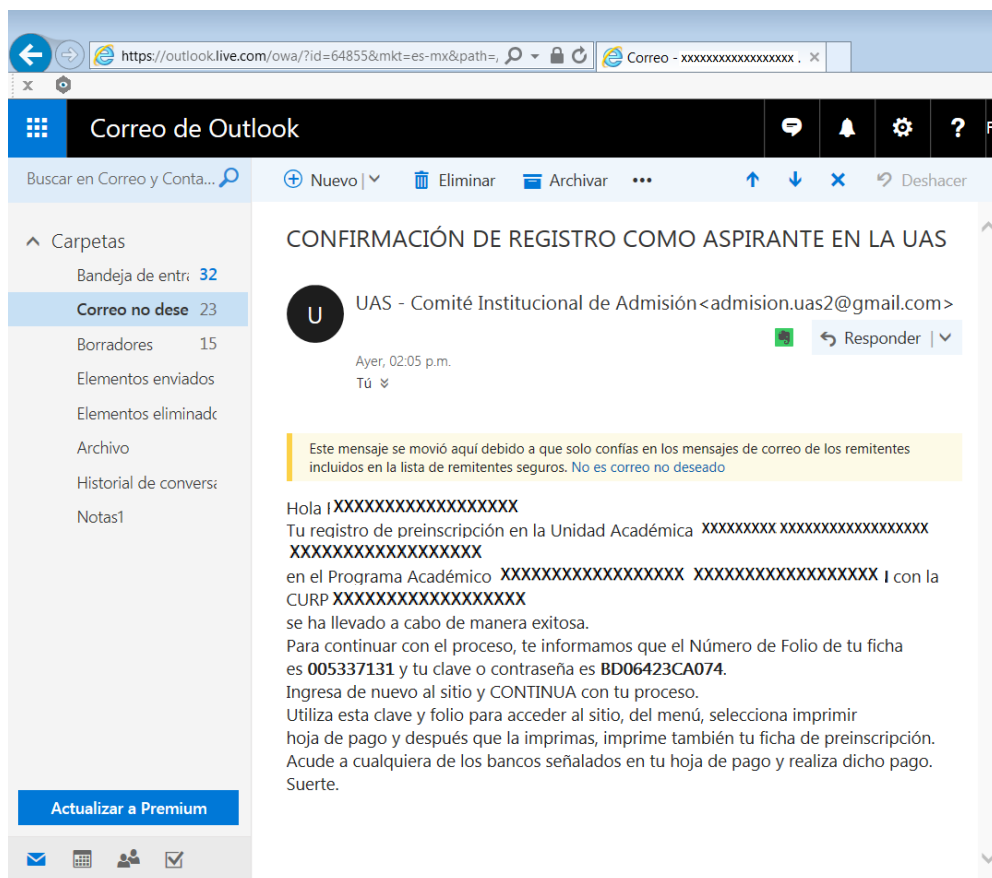 https://outlook.live.com/owa/?id=64855&mkt=es-mx&path=,
Correo - xxxxxxxxxxxxxxxxxx .
x
Correo de Outlook
Buscar en Correo y Conta...
Nuevo
Eliminar
Archivar
Deshacer
Carpetas
Bandeja de entra 32
Correo no dese 23
Borradores 15
Elementos enviados
Elementos eliminado
Archivo
Historial de conversa
Notas1
Actualizar a Premium
CONFIRMACIÓN DE REGISTRO COMO ASPIRANTE EN LA UAS
U
UAS - Comité Institucional de Admisión<admision.uas2@gmail.com>
Responder
Ayer, 02:05 p.m.
Tú
Este mensaje se movió aquí debido a que solo confías en los mensajes de correo de los remitentes
incluidos en la lista de remitentes seguros. No es correo no deseado
Hola XXXXXXXXXXXXXXXXXX
Tu registro de preinscripción en la Unidad Académica XXXXXXXXX XXXXXXXXXXXXXXXXXX
XXXXXXXXXXXXXXXXXX
en el Programa Académico XXXXXXXXXXXXXXXXXX XXXXXXXXXXXXXXXXXX con la
CURP XXXXXXXXXXXXXXXXXX
se ha llevado a cabo de manera exitosa.
Para continuar con el proceso, te informamos que el Número de Folio de tu ficha
es 005337131 y tu clave o contraseña es BD06423CA074.
Ingresa de nuevo al sitio y CONTINUA con tu proceso.
Utiliza esta clave y folio para acceder al sitio, del menú, selecciona imprimir
hoja de pago y después que la imprimas, imprime también tu ficha de preinscripción.
Acude a cualquiera de los bancos señalados en tu hoja de pago y realiza dicho pago.
Suerte.